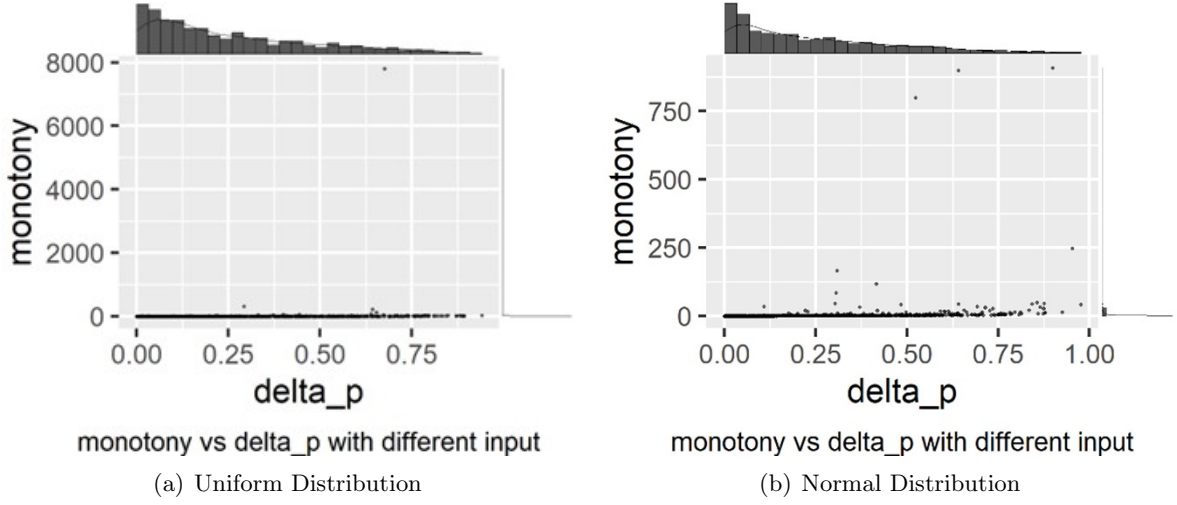 8000
6000
4000
2000
0
monotony
0.00 0.25 0.50 0.75
delta_p
monotony vs delta_p with different input
(a) Uniform Distribution
750
500
250
0
monotony
0.00 0.25 0.50 0.75 1.00
delta_p
monotony vs delta_p with different input
(b) Normal Distribution